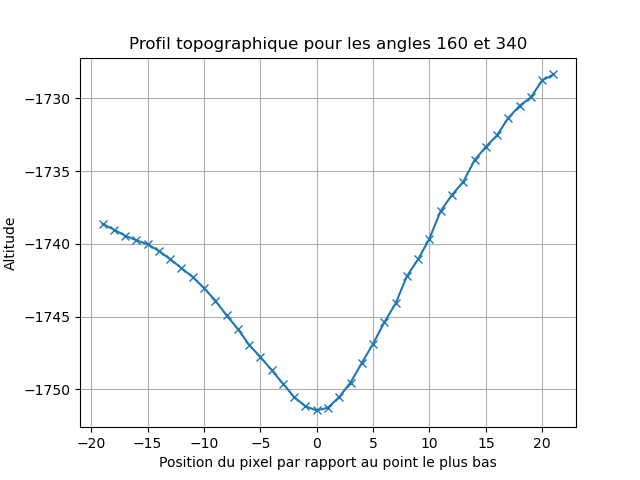 Profil topographique pour les angles 160 et 340
−1730
−1735
−1740
−1745
−1750
Altitude
−20 −15 −10 −5 0 5 10 15 20
Position du pixel par rapport au point le plus bas